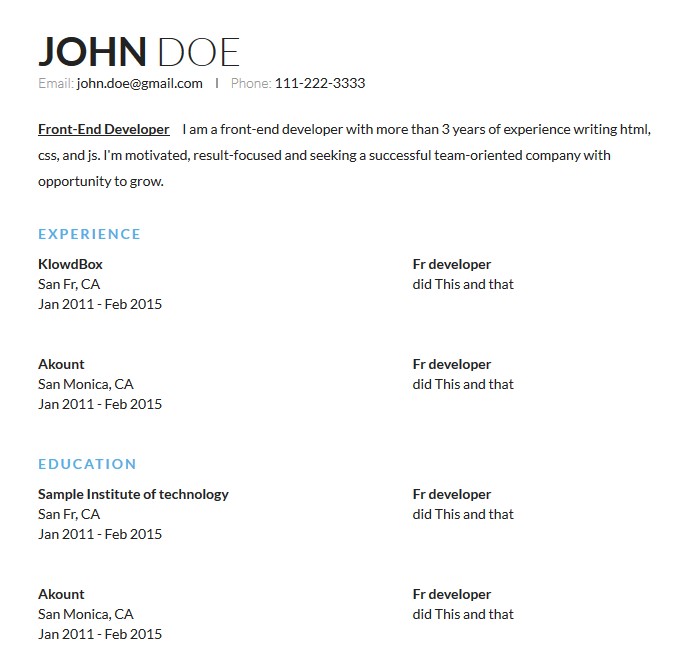 JOHN DOE
Email: john.doe@gmail.com | Phone: 111-222-3333
Front-End Developer I am a front-end developer with more than 3 years of experience writing html,
css, and js. I'm motivated, result-focused and seeking a successful team-oriented company with
opportunity to grow.
EXPERIENCE
KlowdBox Fr developer
San Fr, CA did This and that
Jan 2011 - Feb 2015
Akount Fr developer
San Monica, CA did This and that
Jan 2011 - Feb 2015
EDUCATION
Sample Institute of technology Fr developer
San Fr, CA did This and that
Jan 2011 - Feb 2015
Akount Fr developer
San Monica, CA did This and that
Jan 2011 - Feb 2015